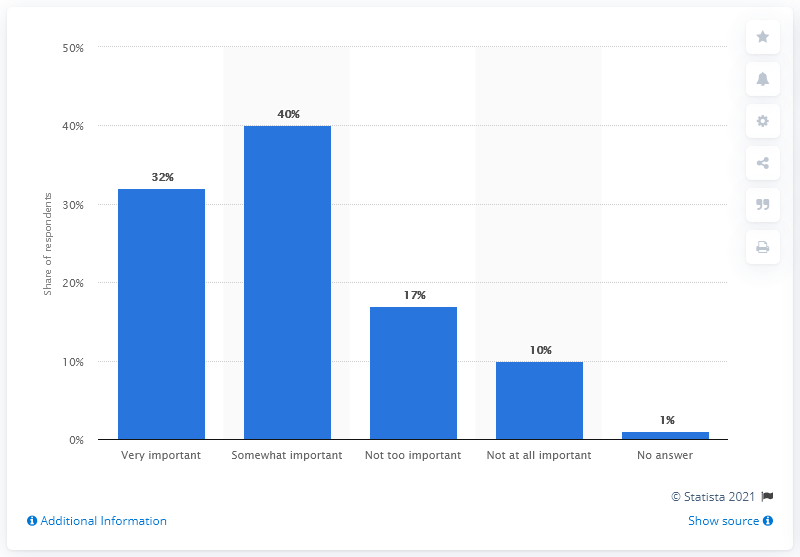 50%
40%
40%
32%
30%
Share of respondents
20%
17%
10%
10%
1%
0%
Very important
Somewhat important
Not too important
Not at all important
No answer
© Statista 2021
Additional Information
Show source